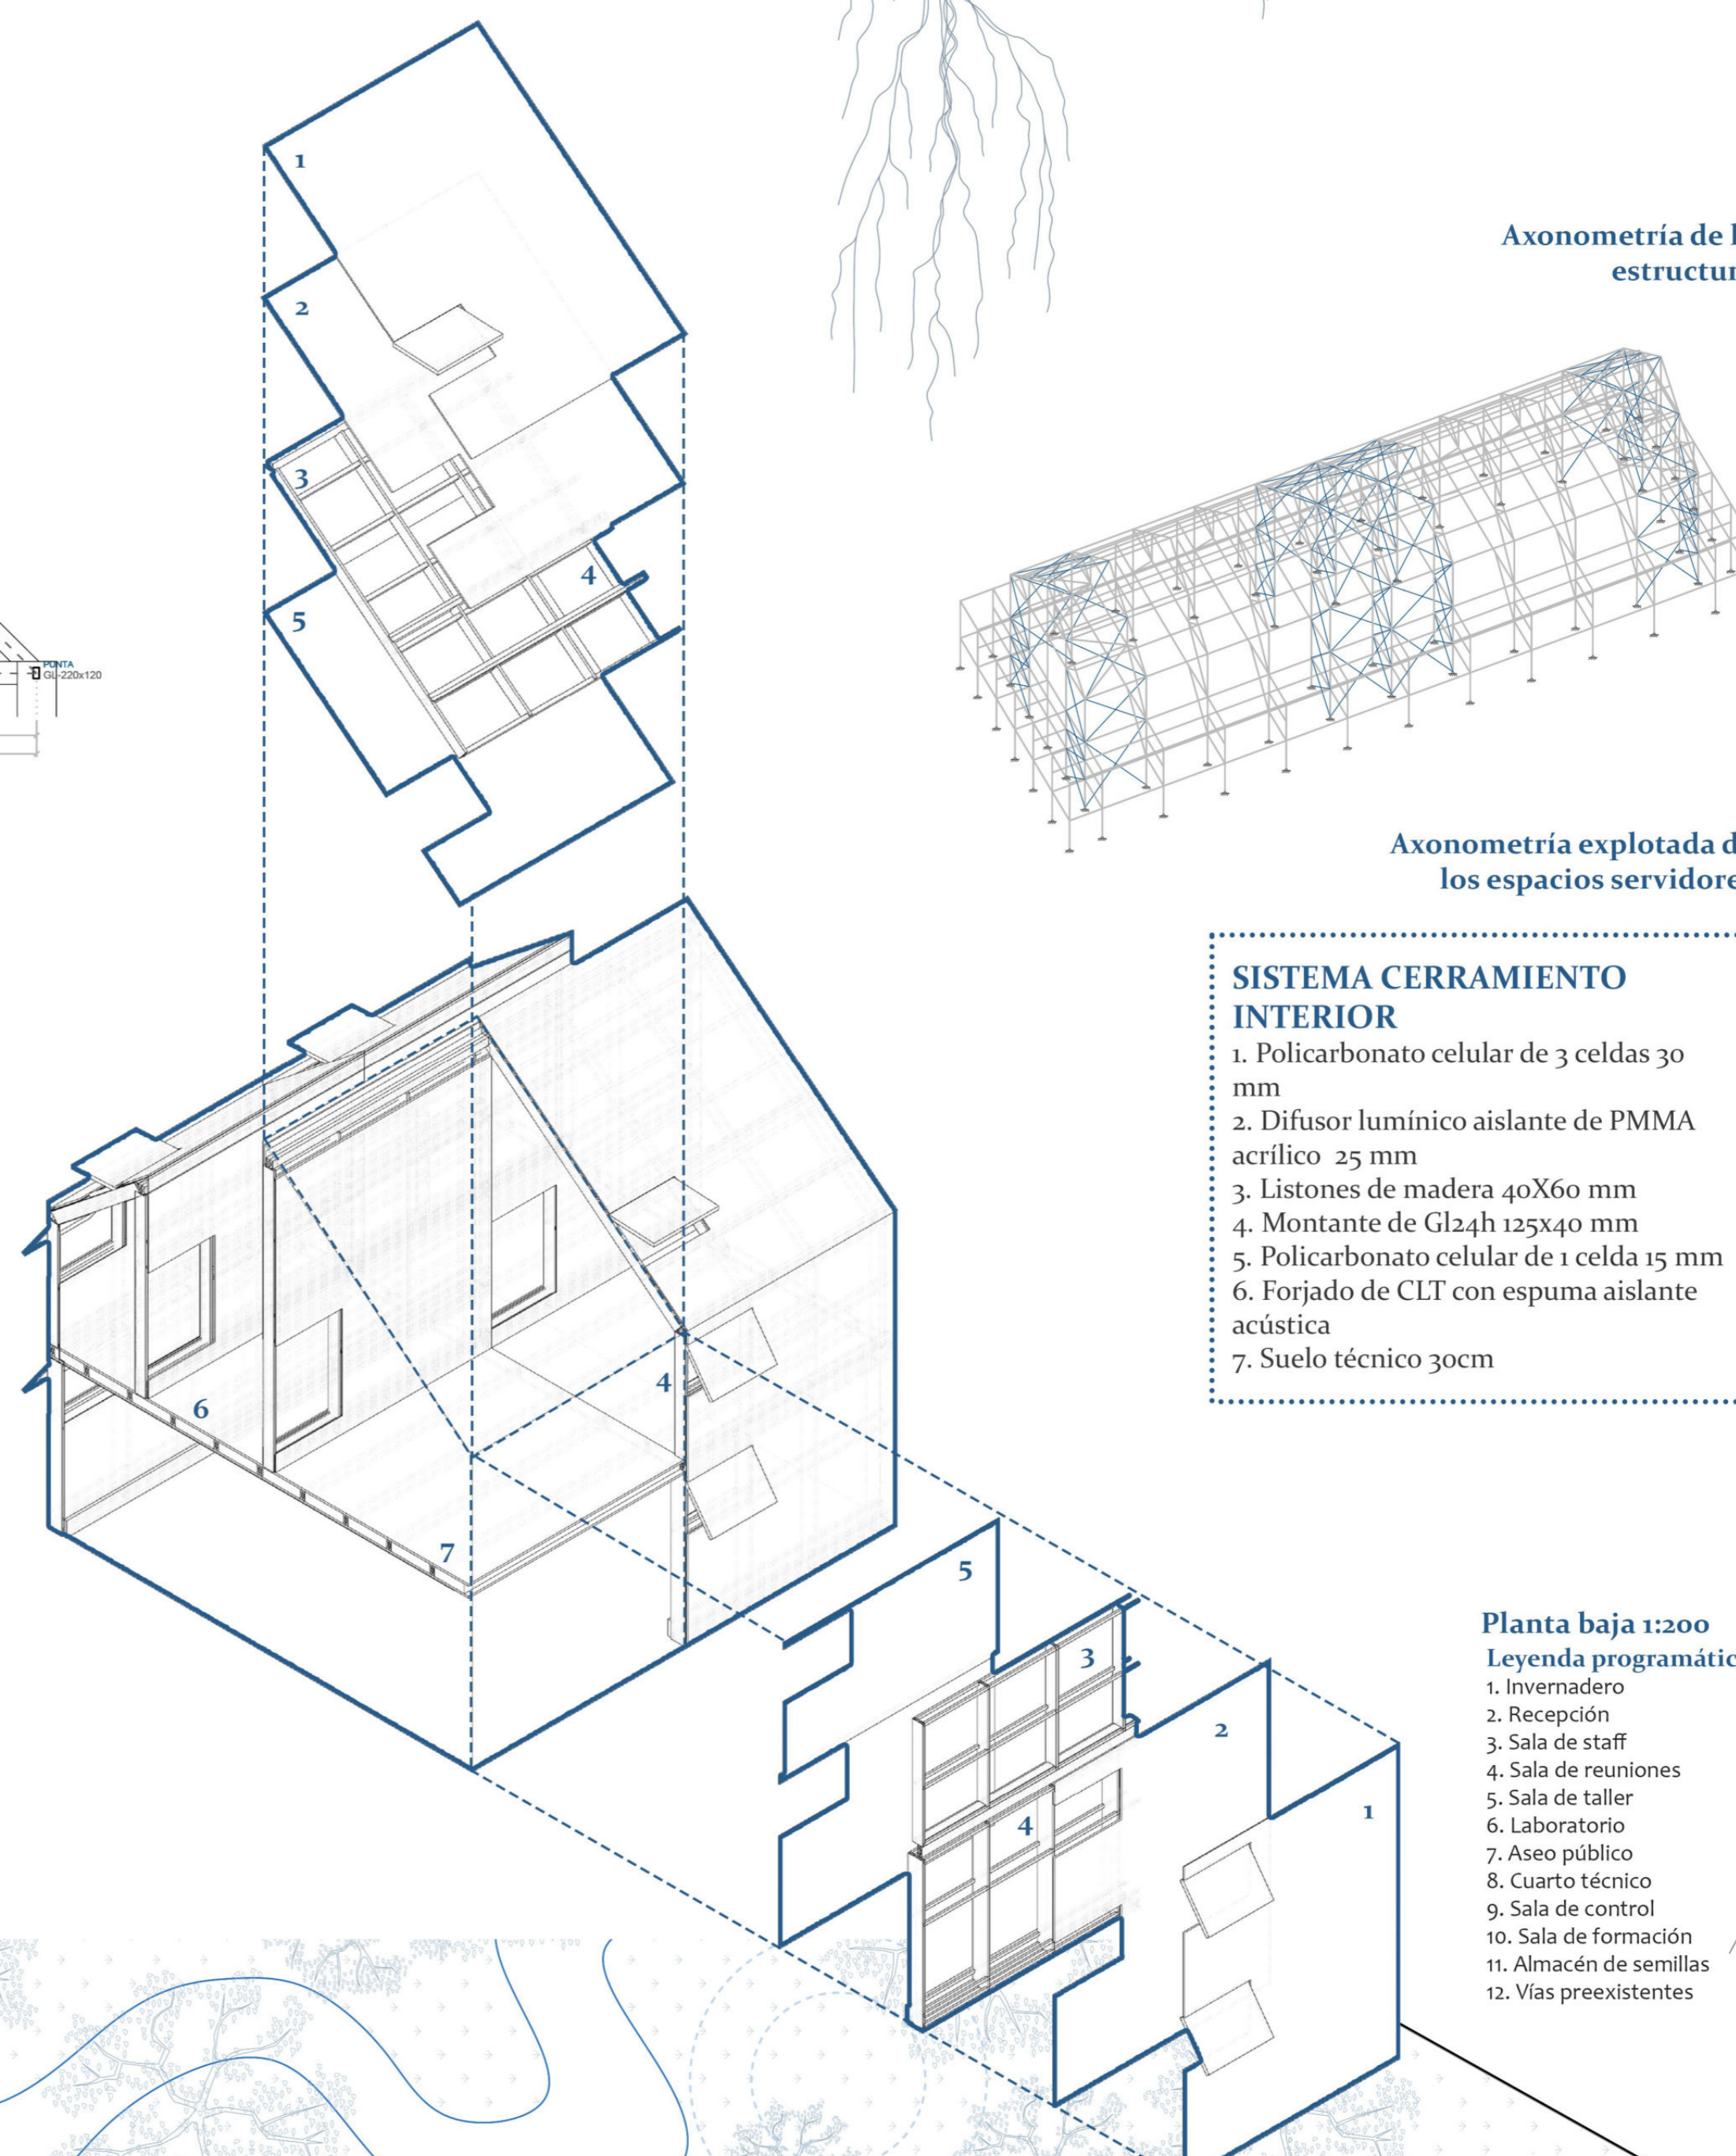 1
2
3
4
5
PUNTA
GL-220x120
Axonometría de l
estructur
Axonometría explotada d
los espacios servidore
SISTEMA CERRAMIENTO
INTERIOR
1. Policarbonato celular de 3 celdas 30
mm
2. Difusor lumínico aislante de PMMA
acrílico 25 mm
3. Listones de madera 40X60 mm
4. Montante de Gl24h 125x40 mm
5. Policarbonato celular de 1 celda 15 mm
6. Forjado de CLT con espuma aislante
acústica
7. Suelo técnico 30cm
4
6
7
5
3
2
4
1
Planta baja 1:200
Leyenda programátic
1. Invernadero
2. Recepción
3. Sala de staff
4. Sala de reuniones
5. Sala de taller
6. Laboratorio
7. Aseo público
8. Cuarto técnico
9. Sala de control
10. Sala de formación
11. Almacén de semillas
12. Vías preexistentes